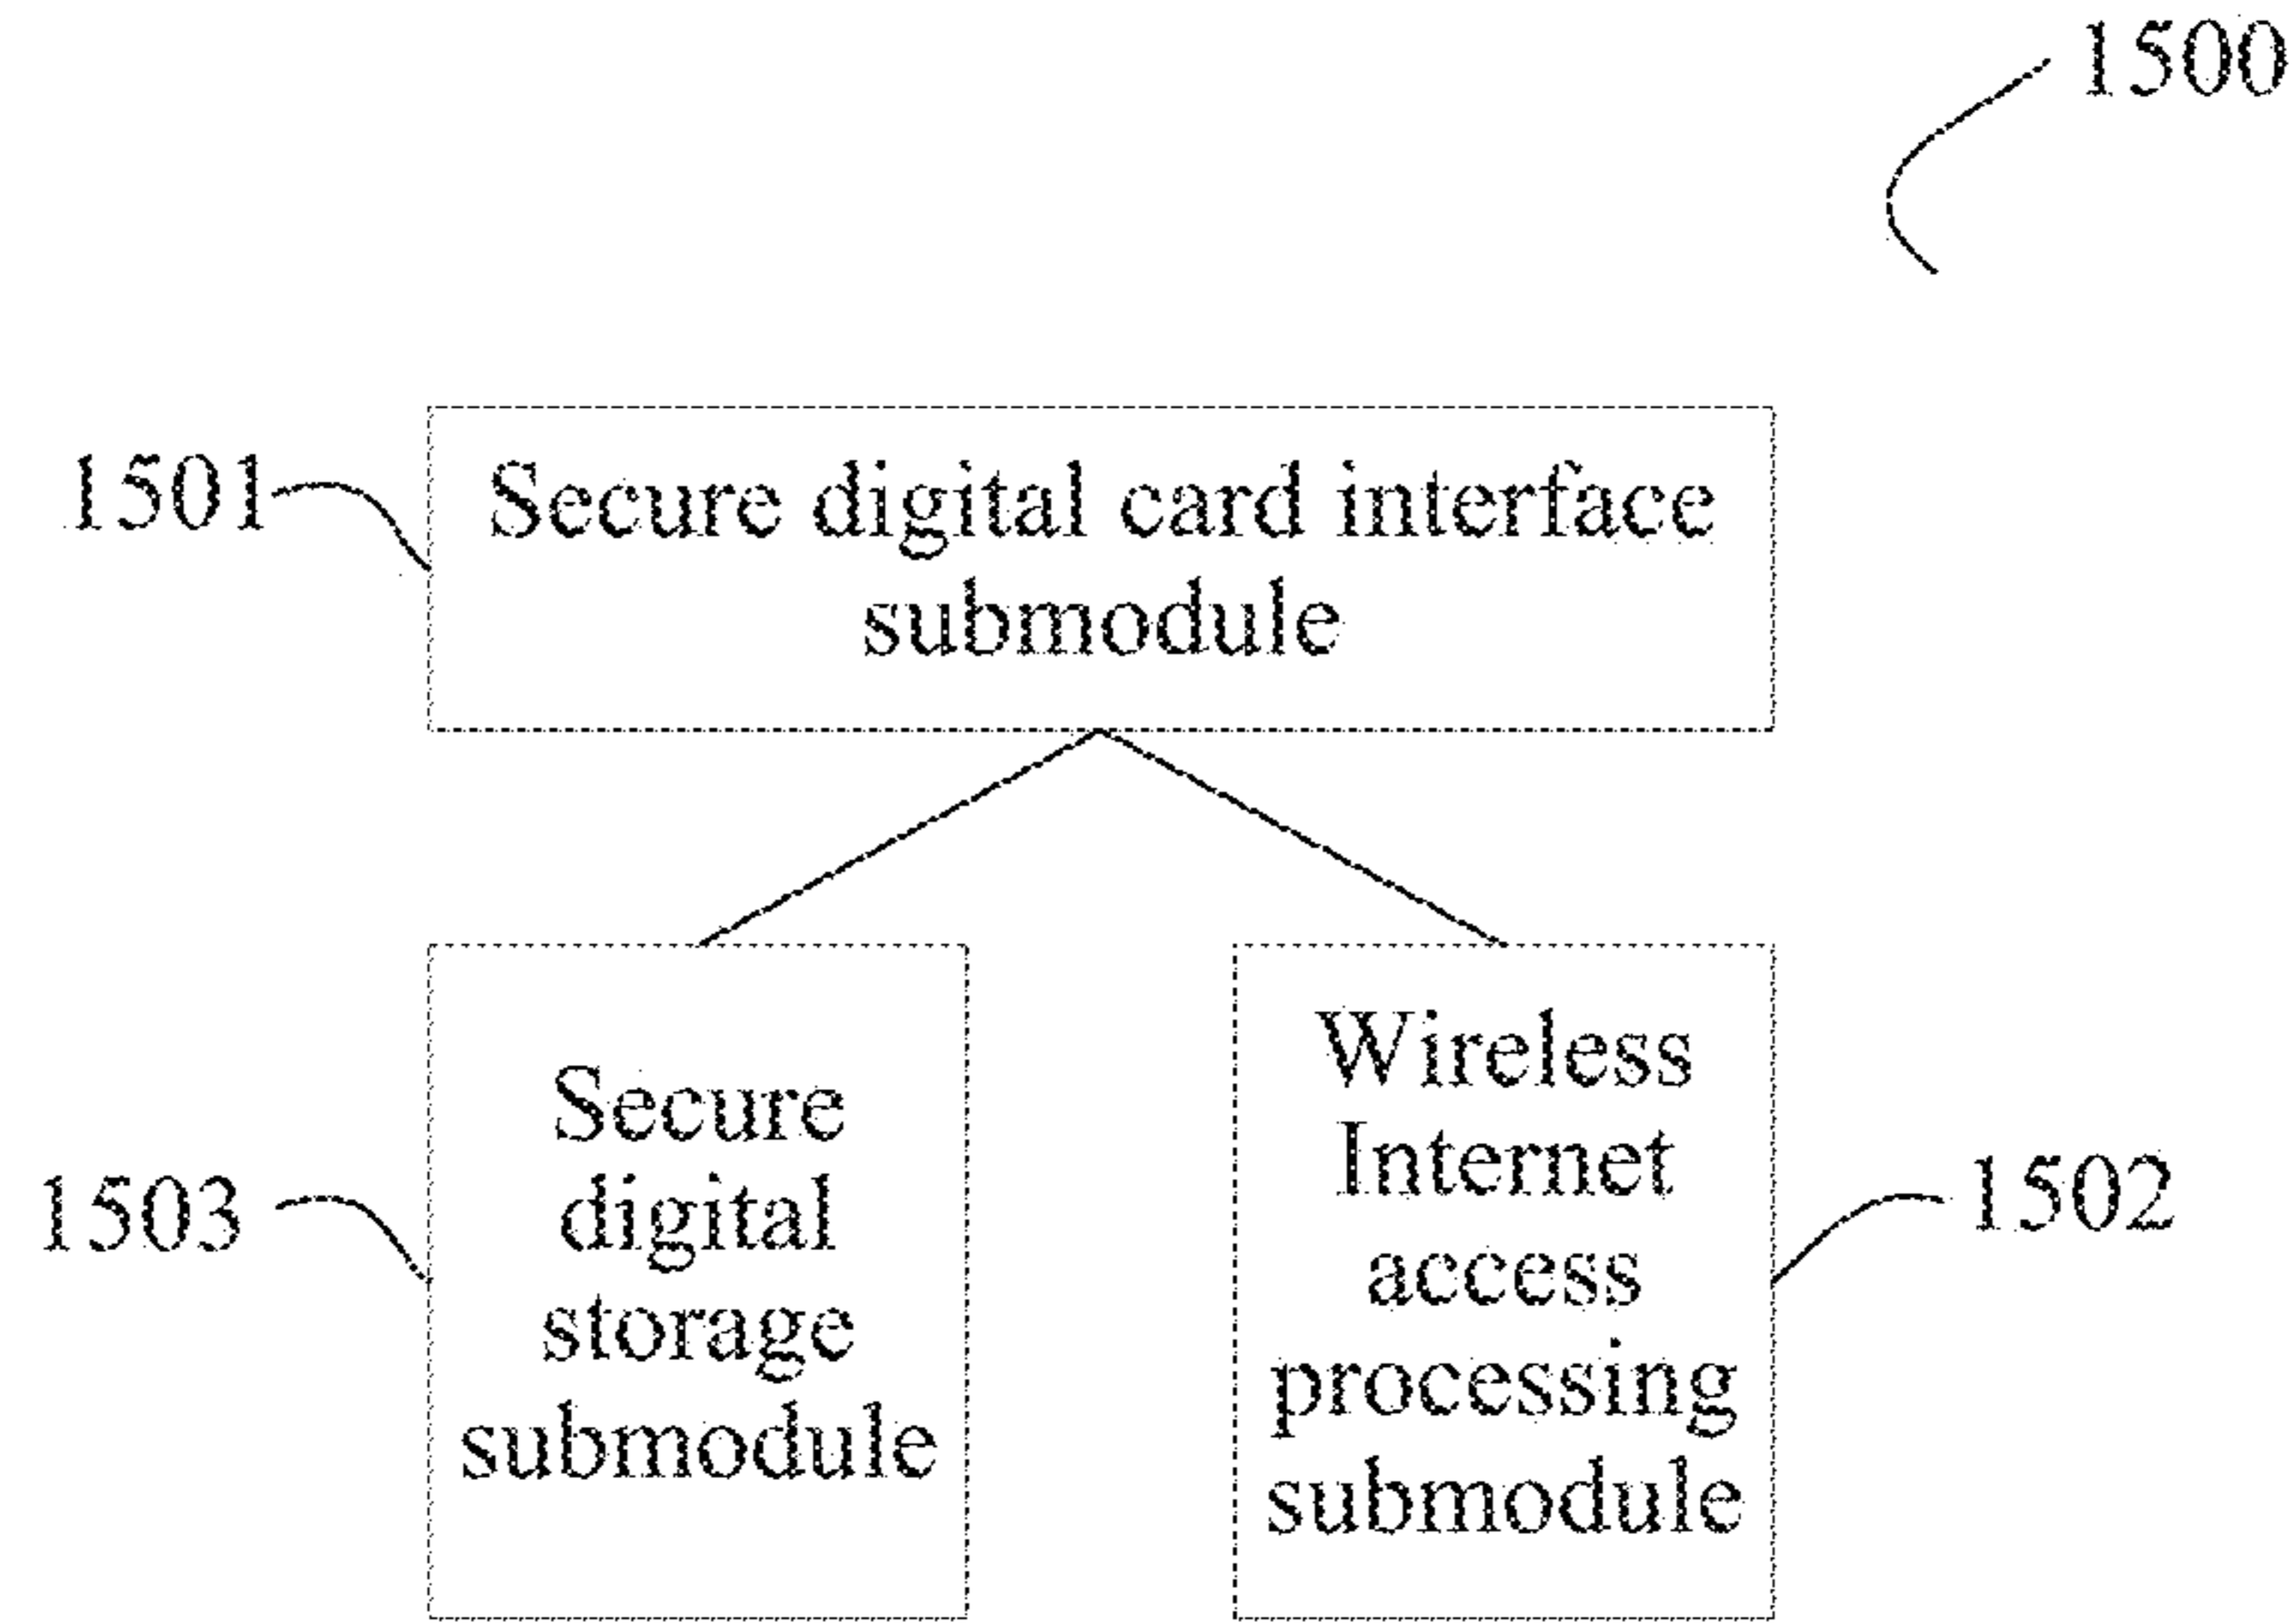 1500
1501
Secure digital card interface
submodule
1503
Secure
digital
storage
submodule
Wireless
Internet
access
processing
submodule
1502